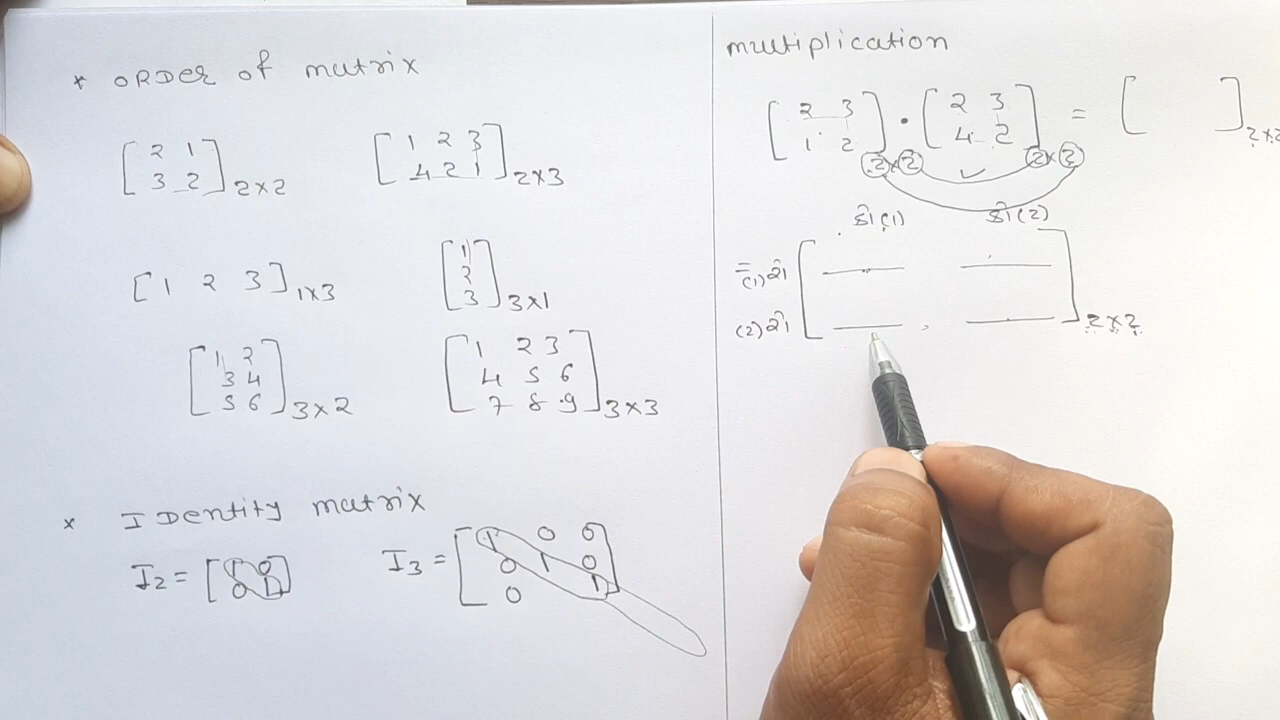 * ORDer of matrix
[2 1
3 2] 2×2
[1 2 3
4 2 1] 2×3
[1 2 3] 1×3
[1
2
3] 3×1
[1 2
3 4
5 6] 3×2
[1 2 3
4 5 6
7 8 9] 3×3
* IDentity matrix
I2 = [1 0
0 1]
I3 = [1 0 0
0 1 0
0 1]
multiplication
[2 3
1 2] · [2 3
4 2] = [ ] 2×2
2×2 2×2
(1) (2)
= (1)
(2)
[ ] 2×2